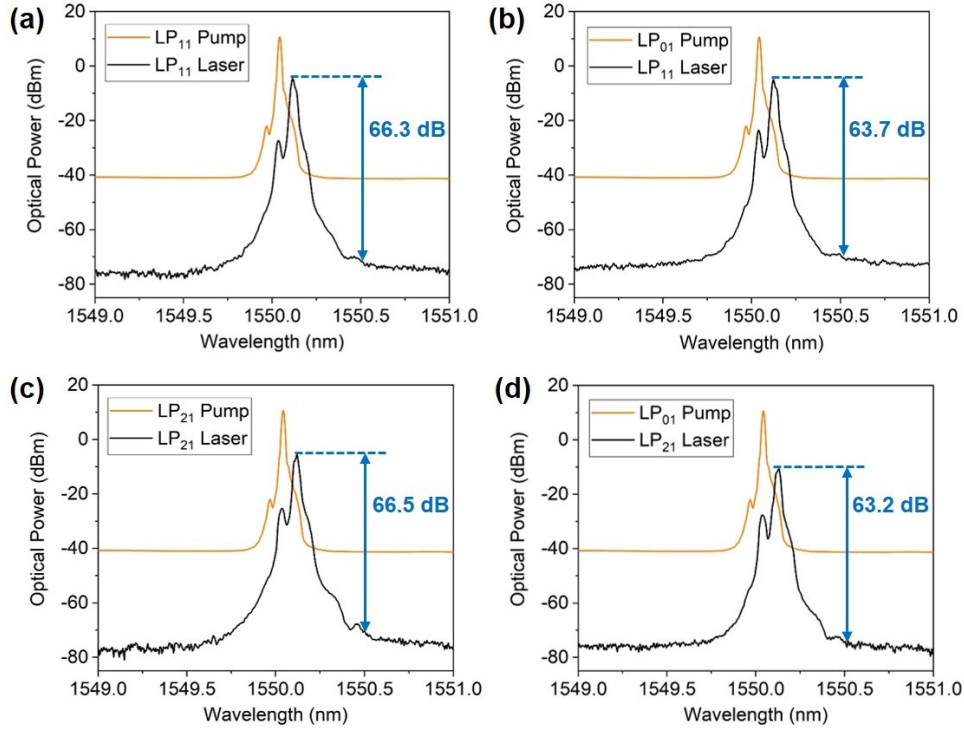 (a)
LP11 Pump
LP11 Laser
66.3 dB
Optical Power (dBm)
20
0
-20
-40
-60
-80
1549.0 1549.5 1550.0 1550.5 1551.0
Wavelength (nm)
(b)
LP01 Pump
LP11 Laser
63.7 dB
Optical Power (dBm)
20
0
-20
-40
-60
-80
1549.0 1549.5 1550.0 1550.5 1551.0
Wavelength (nm)
(c)
LP21 Pump
LP21 Laser
66.5 dB
Optical Power (dBm)
20
0
-20
-40
-60
-80
1549.0 1549.5 1550.0 1550.5 1551.0
Wavelength (nm)
(d)
LP01 Pump
LP21 Laser
63.2 dB
Optical Power (dBm)
20
0
-20
-40
-60
-80
1549.0 1549.5 1550.0 1550.5 1551.0
Wavelength (nm)